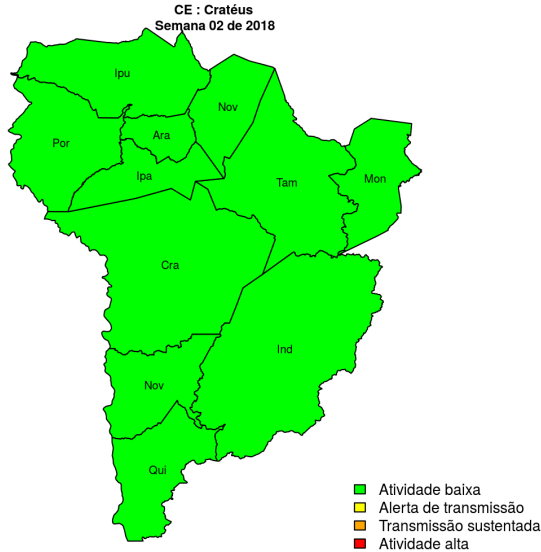 CE : Cratéus
Semana 02 de 2018
Ipu
Nov
Por
Ara
Ipa
Tam
Mon
Cra
Ind
Nov
Qui
Atividade baixa
Alerta de transmissão
Transmissão sustentada
Atividade alta